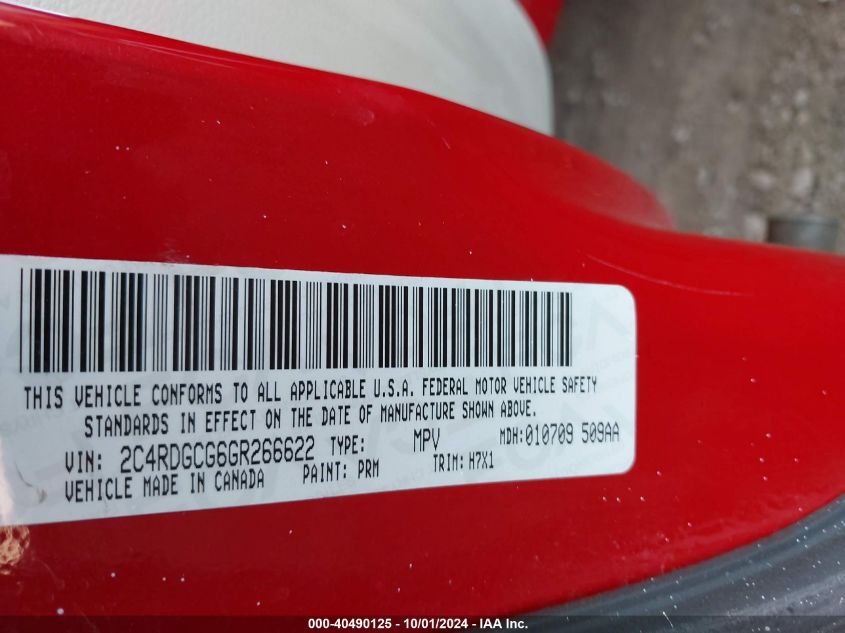 THIS VEHICLE CONFORMS TO ALL APPLICABLE U.S.A. FEDERAL MOTOR VEHICLE SAFETY
STANDARDS IN EFFECT ON THE DATE OF MANUFACTURE SHOWN ABOVE.
VIN: 2C4RDGCG6GR266622 TYPE: MPV MDH:010709 509AA
VEHICLE MADE IN CANADA PAINT: PRM TRIM: H7X1
000-40490125 - 10/01/2024 - IAA Inc.